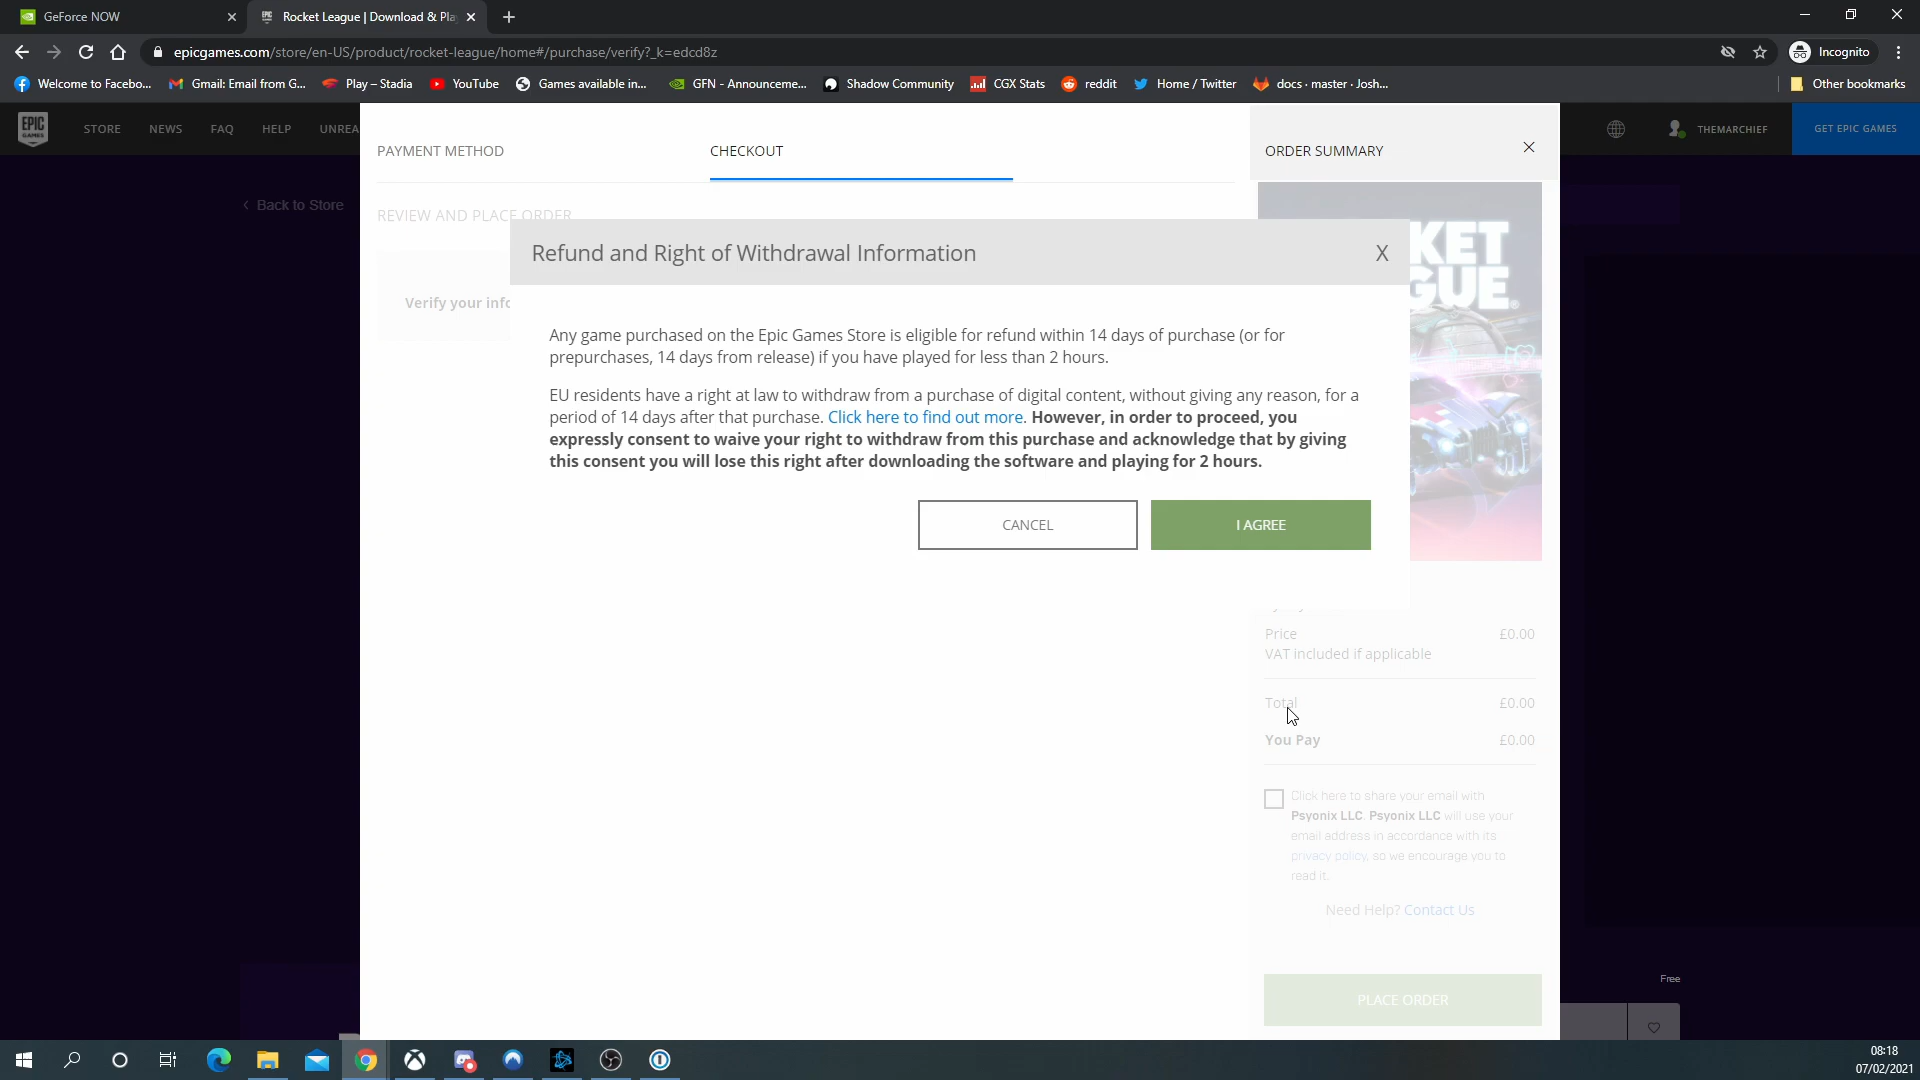 GeForce NOW
Rocket League | Download & Pla
epicgames.com/store/en-US/product/rocket-league/home#/purchase/verify?_k=edcd8z
Incognito
Welcome to Facebo...
Gmail: Email from G...
Play – Stadia
YouTube
Games available in...
GFN - Announceme...
Shadow Community
CGX Stats
reddit
Home / Twitter
docs · master · Josh...
Other bookmarks
EPIC
GAMES
STORE
NEWS
FAQ
HELP
UNREA
PAYMENT METHOD
CHECKOUT
ORDER SUMMARY
THEMARCHIEF
GET EPIC GAMES
Back to Store
REVIEW AND PLACE ORDER
Verify your info
Refund and Right of Withdrawal Information
X
Any game purchased on the Epic Games Store is eligible for refund within 14 days of purchase (or for
prepurchases, 14 days from release) if you have played for less than 2 hours.
EU residents have a right at law to withdraw from a purchase of digital content, without giving any reason, for a
period of 14 days after that purchase. Click here to find out more. However, in order to proceed, you
expressly consent to waive your right to withdraw from this purchase and acknowledge that by giving
this consent you will lose this right after downloading the software and playing for 2 hours.
CANCEL
I AGREE
KET
GUE
Price £0.00
VAT included if applicable
Total £0.00
You Pay £0.00
Click here to share your email with
Psyonix LLC. Psyonix LLC will use your
email address in accordance with its
privacy policy, so we encourage you to
read it.
Need Help? Contact Us
PLACE ORDER
Free
08:18
07/02/2021